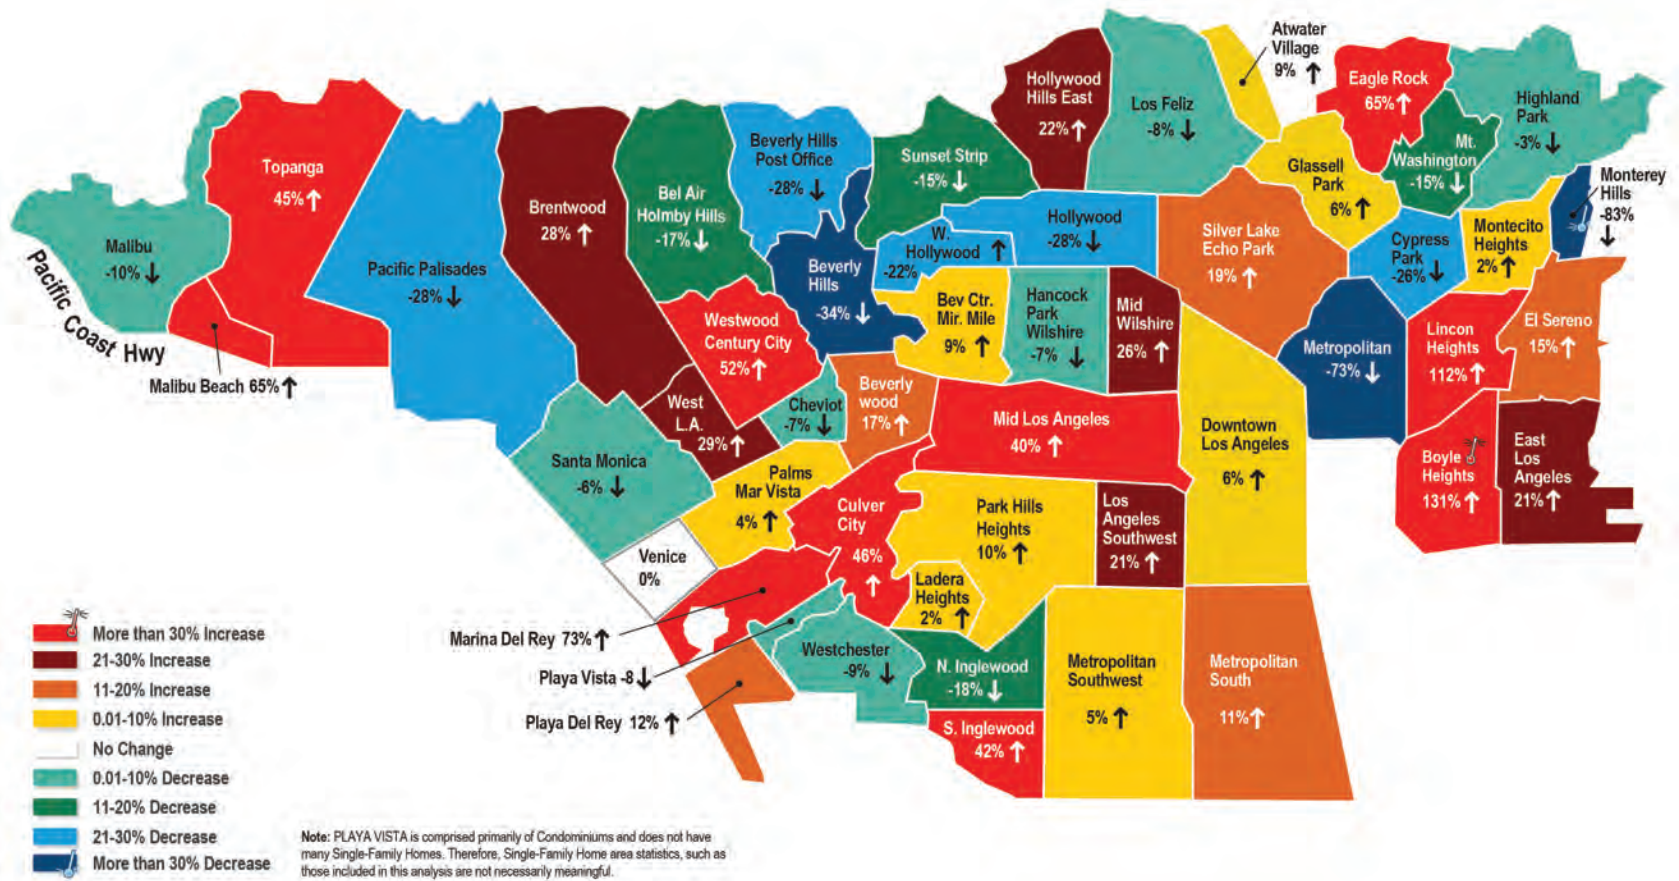 Atwater
Village
9%
Hollywood
Hills East
22%
Los Feliz
-8%
Eagle Rock
65%
Highland
Park
-3%
Mt.
Washington
-15%
Beverly Hills
Post Office
-28%
Sunset Strip
-15%
Glassell
Park
6%
Monterey
Hills
-83%
Topanga
45%
Bel Air
Holmby Hills
-17%
Brentwood
28%
Malibu
-10%
Pacific Palisades
-28%
Beverly
Hills
-34%
W.
Hollywood
-22%
Hollywood
-28%
Silver Lake
Echo Park
19%
Cypress
Park
-26%
Montecito
Heights
2%
Pacific Coast Hwy
Malibu Beach 65%
Westwood
Century City
52%
Bev Ctr.
Mir. Mile
9%
Hancock
Park
Wilshire
-7%
Mid
Wilshire
26%
Metropolitan
-73%
Lincon
Heights
112%
El Sereno
15%
West
L.A.
29%
Cheviot
-7%
Beverly
wood
17%
Mid Los Angeles
40%
Downtown
Los Angeles
6%
Boyle
Heights
131%
East
Los
Angeles
21%
Santa Monica
-6%
Palms
Mar Vista
4%
Culver
City
46%
Park Hills
Heights
10%
Los
Angeles
Southwest
21%
Venice
0%
Ladera
Heights
2%
Marina Del Rey 73%
Playa Vista -8
Playa Del Rey 12%
Westchester
-9%
N. Inglewood
-18%
S. Inglewood
42%
Metropolitan
Southwest
5%
Metropolitan
South
11%
More than 30% Increase
21-30% Increase
11-20% Increase
0.01-10% Increase
No Change
0.01-10% Decrease
11-20% Decrease
21-30% Decrease
More than 30% Decrease
Note: PLAYA VISTA is comprised primarily of Condominiums and does not have
many Single-Family Homes. Therefore, Single-Family Home area statistics, such as
those included in this analysis are not necessarily meaningful.